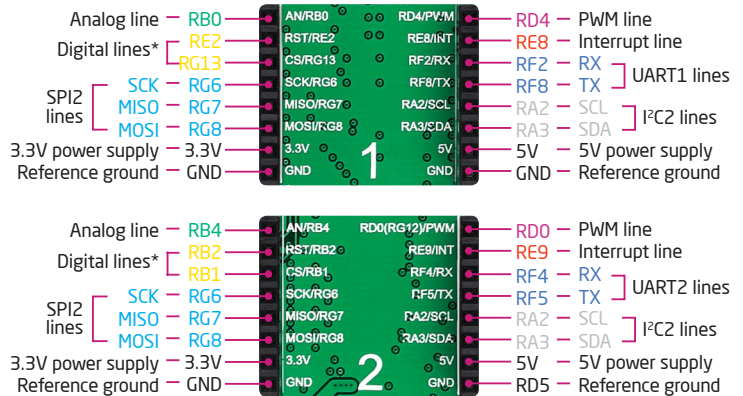 Analog line – RB0 AN/RB0 RD4/PWM RD4 – PWM line
Digital lines* RE2 RST/RE2 RE8/INT RE8 – Interrupt line
RG13 CS/RG13 RF2/RX RF2 – RX
SCK – RG6 SCK/RG6 RF8/TX RF8 – TX UART1 lines
SPI2 lines MISO – RG7 MISO/RG7 RA2/SCL RA2 – SCL
MOSI – RG8 MOSI/RG8 RA3/SDA RA3 – SDA I²C2 lines
3.3V power supply – 3.3V 3.3V 1 5V 5V – 5V power supply
Reference ground – GND GND GND GND – Reference ground
Analog line – RB4 AN/RB4 RD0(RG12)/PWM RD0 – PWM line
Digital lines* RB2 RST/RB2 RE9/INT RE9 – Interrupt line
RB1 CS/RB1 RF4/RX RF4 – RX
SCK – RG6 SCK/RG6 RF5/TX RF5 – TX UART2 lines
SPI2 lines MISO – RG7 MISO/RG7 RA2/SCL RA2 – SCL
MOSI – RG8 MOSI/RG8 RA3/SDA RA3 – SDA I²C2 lines
3.3V power supply – 3.3V 3.3V 2 5V 5V – 5V power supply
Reference ground – GND GND GND RD5 – Reference ground